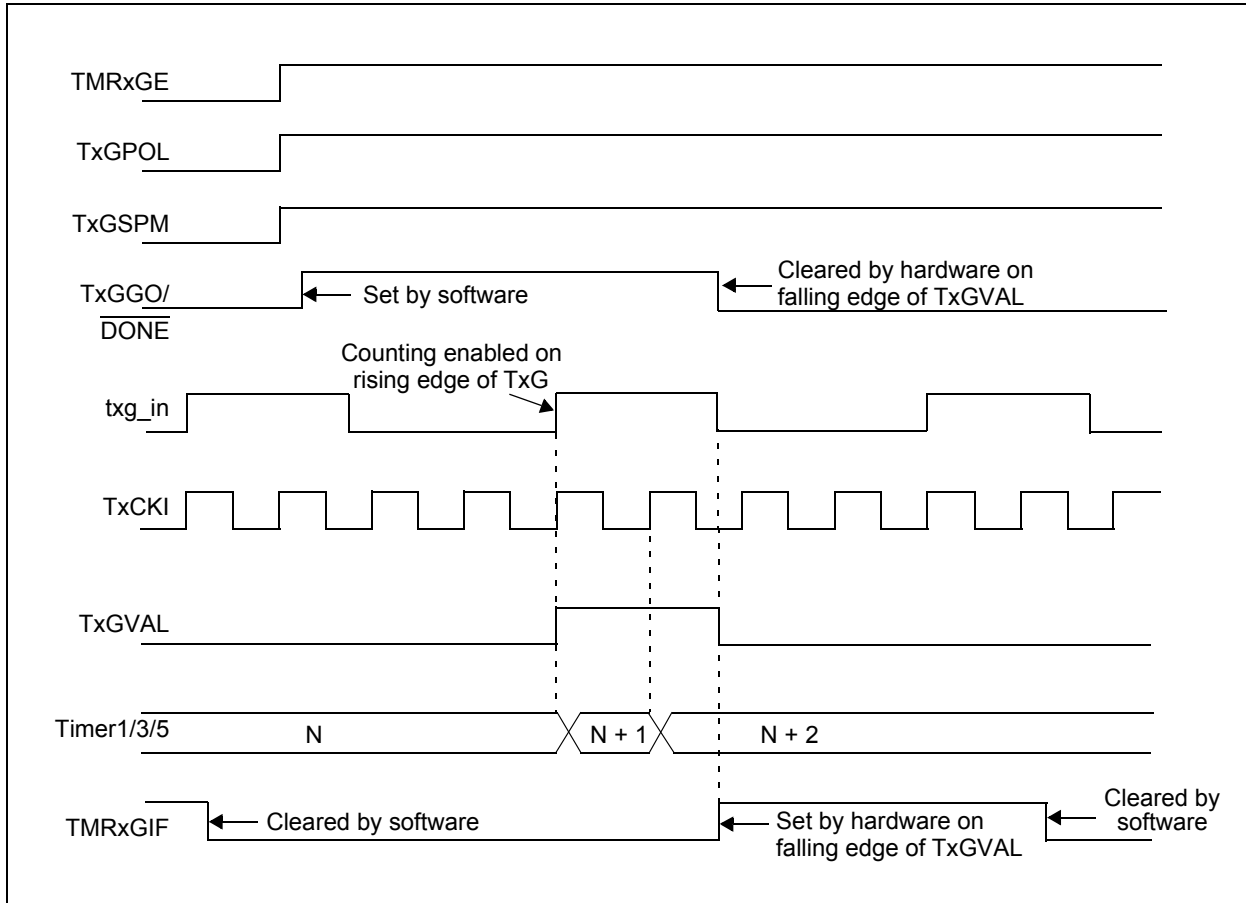 TMRxGE
TxGPOL
TxGSPM
TxGGO/
DONE
Set by software
Cleared by hardware on
falling edge of TxGVAL
Counting enabled on
rising edge of TxG
txg_in
TxCKI
TxGVAL
Timer1/3/5
N
N + 1
N + 2
TMRxGIF
Cleared by software
Set by hardware on
falling edge of TxGVAL
Cleared by
software